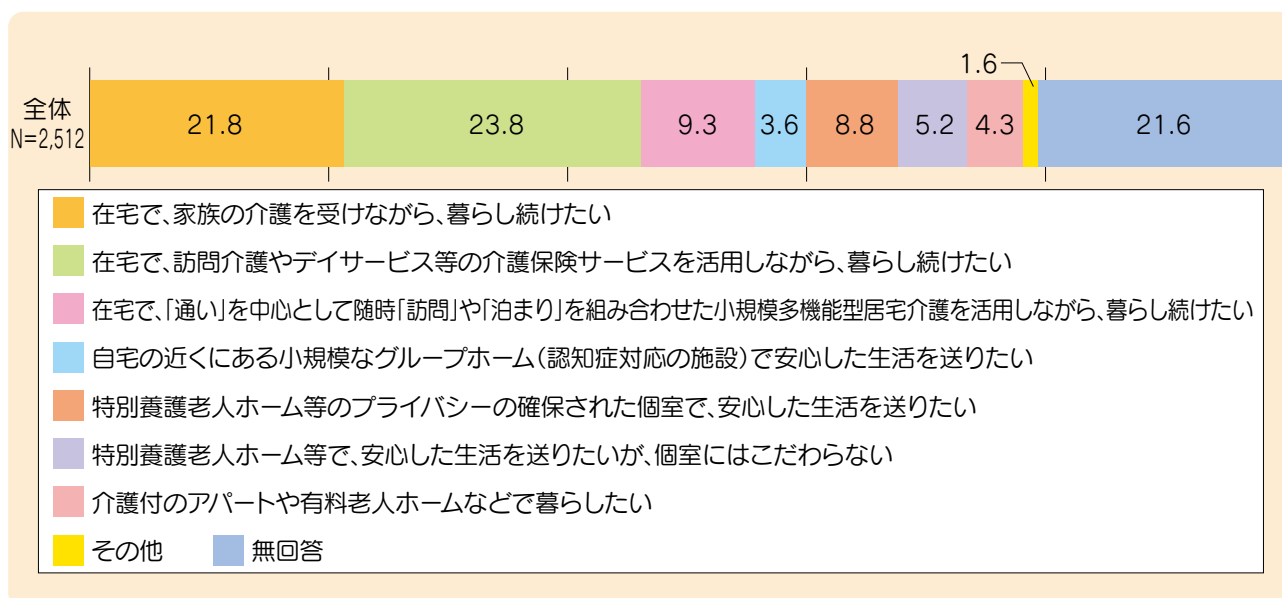 1.6
全体
N=2,512
21.8 23.8 9.3 3.6 8.8 5.2 4.3 21.6
在宅で、家族の介護を受けながら、暮らし続けたい
在宅で、訪問介護やデイサービス等の介護保険サービスを活用しながら、暮らし続けたい
在宅で、「通い」を中心として随時「訪問」や「泊まり」を組み合わせた小規模多機能型居宅介護を活用しながら、暮らし続けたい
自宅の近くにある小規模なグループホーム(認知症対応の施設)で安心した生活を送りたい
特別養護老人ホーム等のプライバシーの確保された個室で、安心した生活を送りたい
特別養護老人ホーム等で、安心した生活を送りたいが、個室にはこだわらない
介護付のアパートや有料老人ホームなどで暮らしたい
その他 無回答